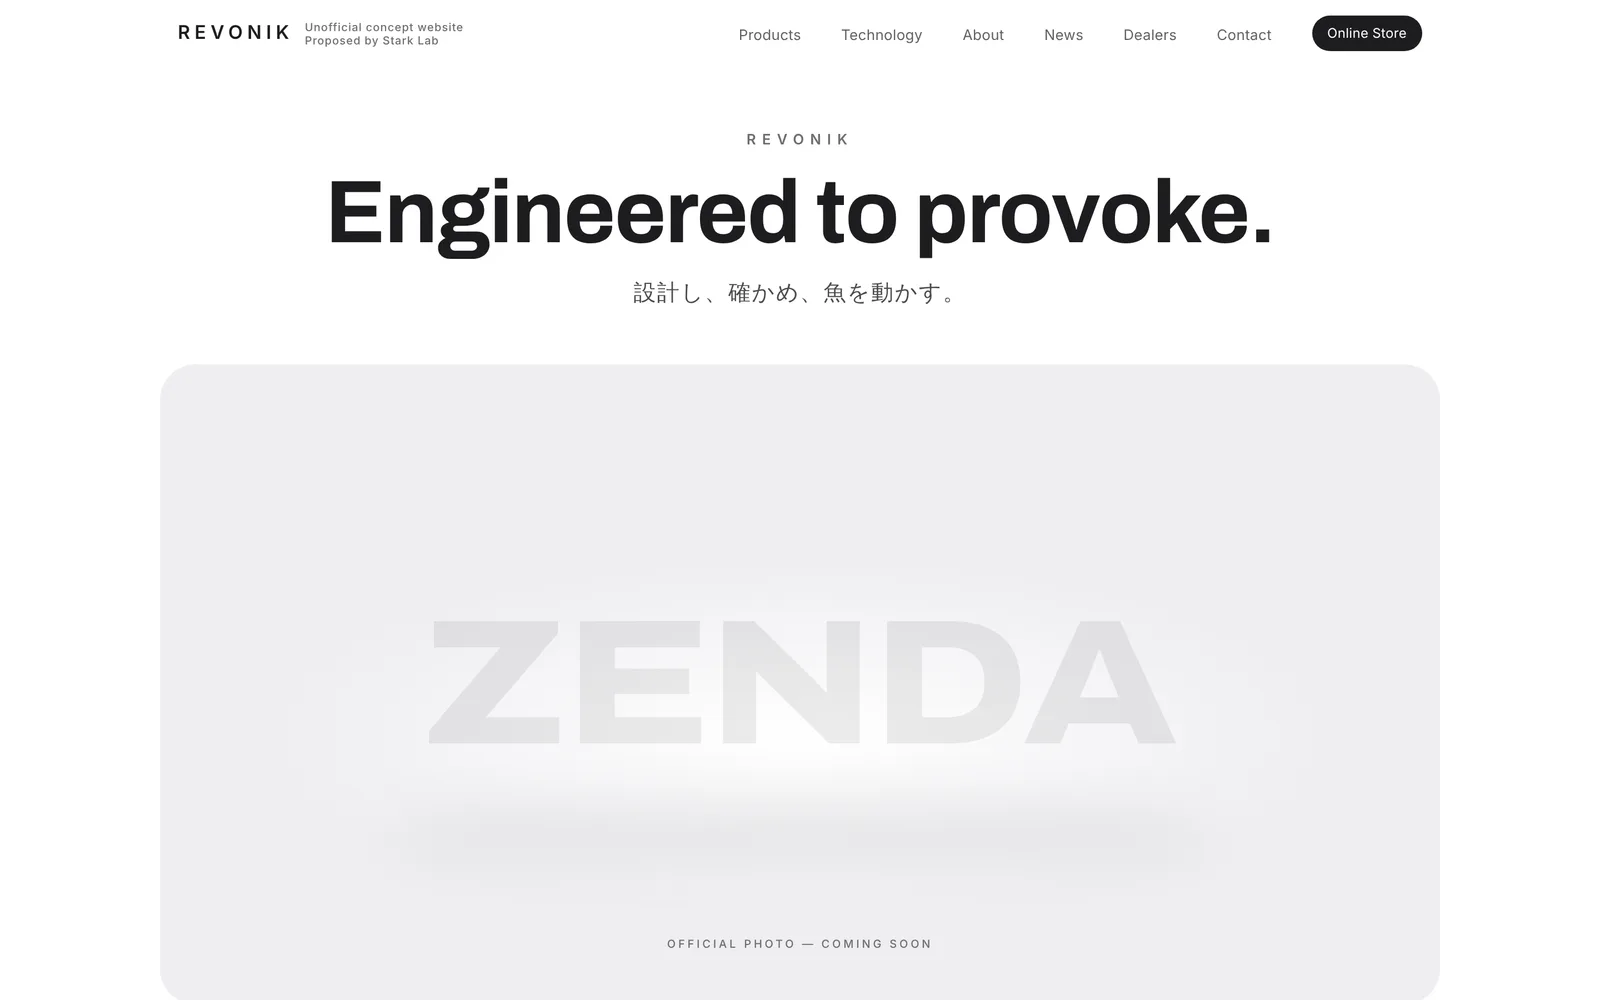 REVONIK
Unofficial concept website
Proposed by Stark Lab
Products
Technology
About
News
Dealers
Contact
Online Store
REVONIK
Engineered to provoke.
設計し、確かめ、魚を動かす。
ZENDA
OFFICIAL PHOTO — COMING SOON